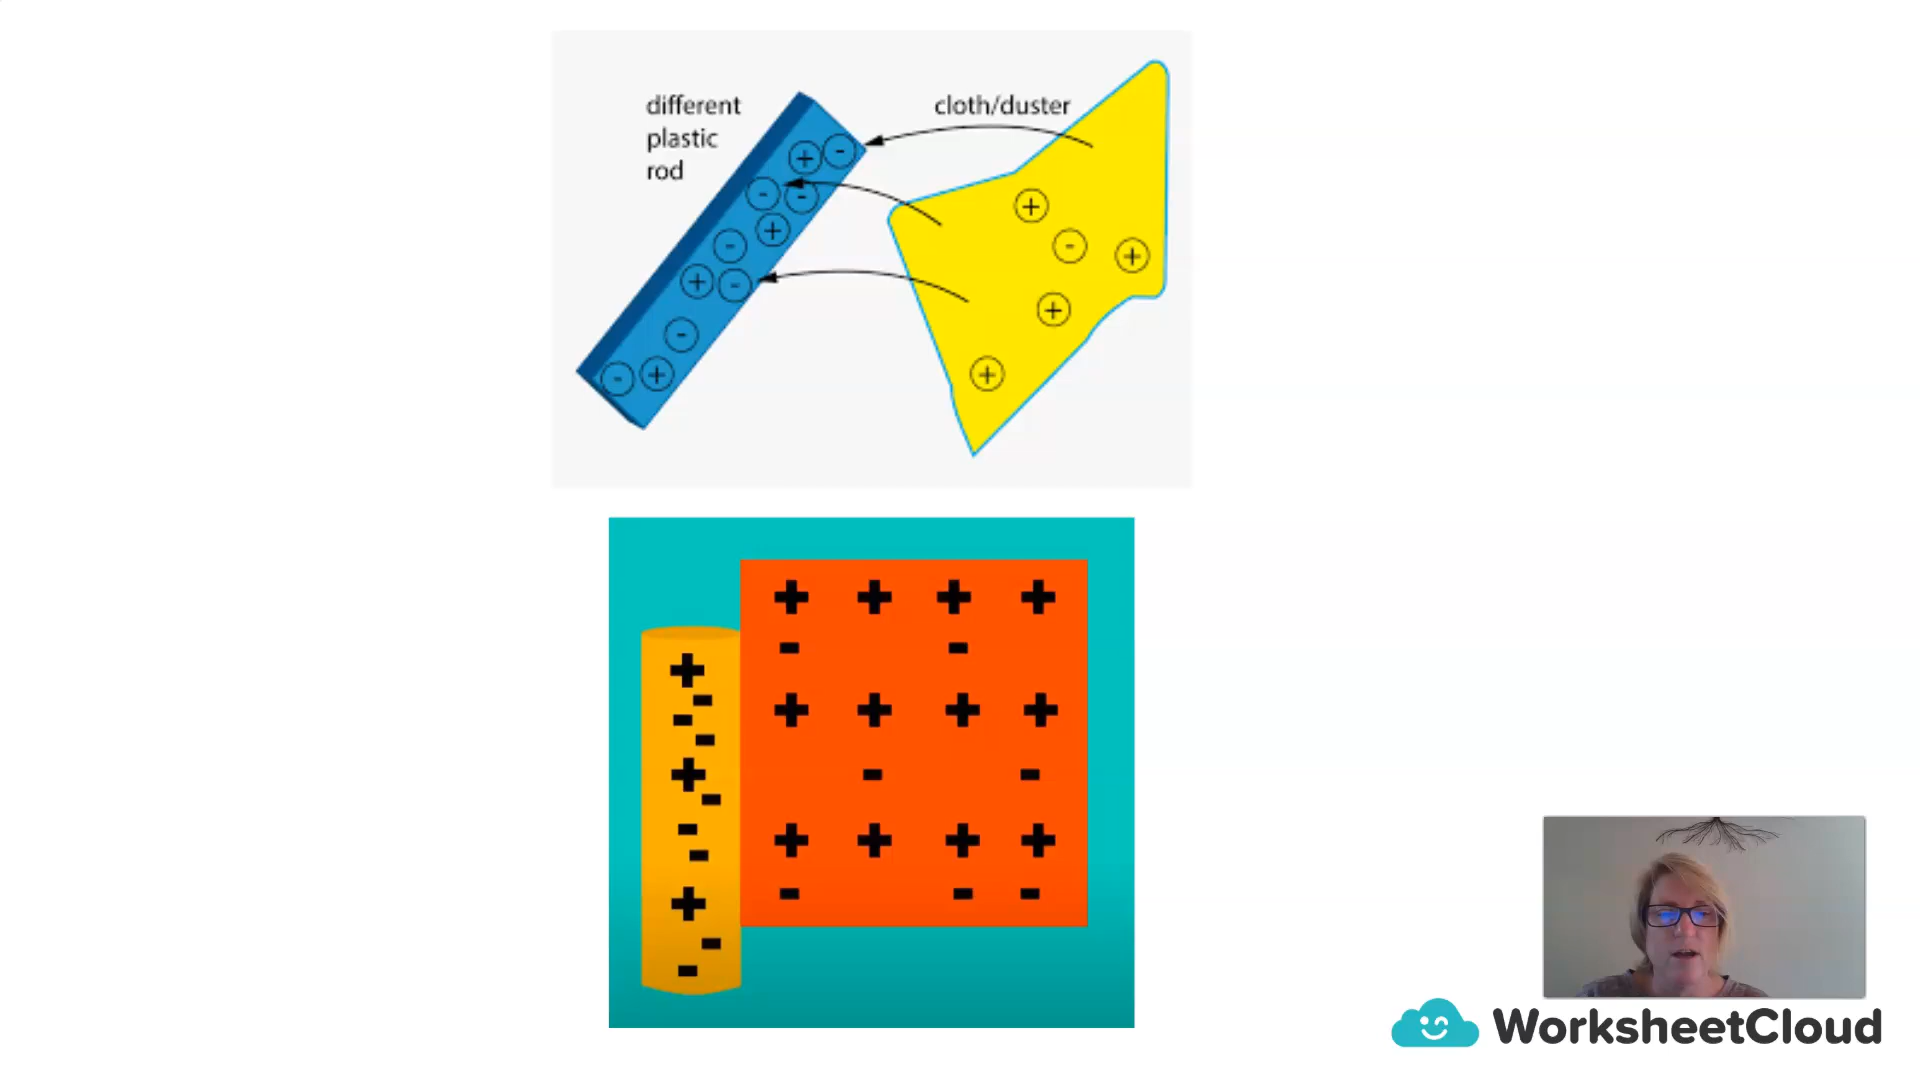 different
plastic
rod
cloth/duster
+ -
- -
+
-
+ -
-
- +
+
-
+
+
+
+ + + +
- -
+ + + +
- -
+ + + +
- - -
+
-
-
-
+
-
-
-
+
-
-
WorksheetCloud